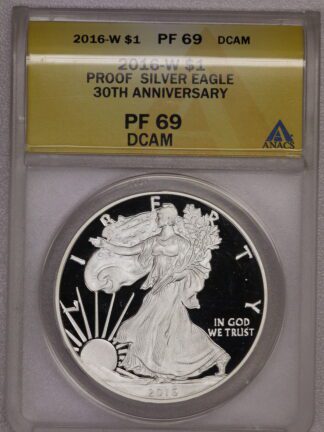 2016-W $1 PF 69 DCAM
2016-W $1
PROOF SILVER EAGLE
30TH ANNIVERSARY
PF 69
DCAM
ANACS
LIBERTY
IN GOD
WE TRUST
2016